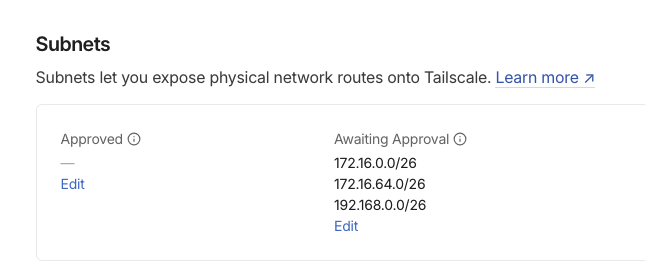 Subnets
Subnets let you expose physical network routes onto Tailscale. Learn more ↗
Approved
—
Edit
Awaiting Approval
172.16.0.0/26
172.16.64.0/26
192.168.0.0/26
Edit